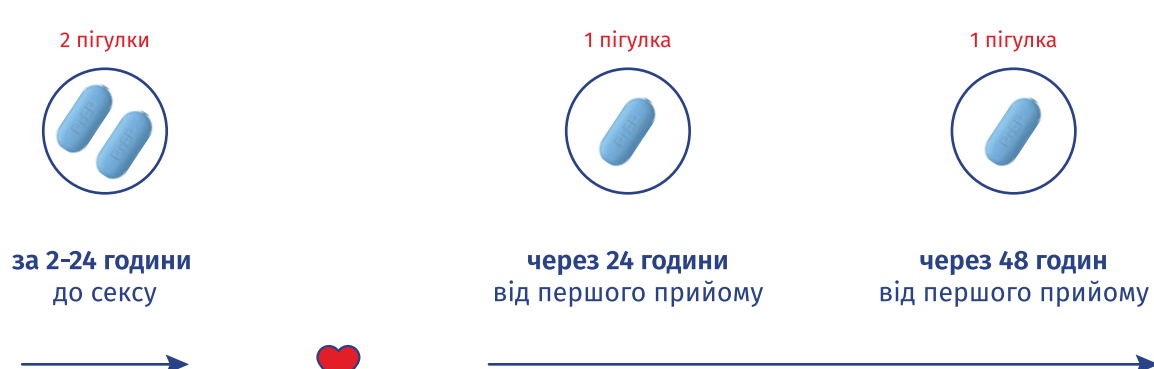 2 пігулки
1 пігулка
1 пігулка
за 2-24 години
до сексу
через 24 години
від першого прийому
через 48 годин
від першого прийому